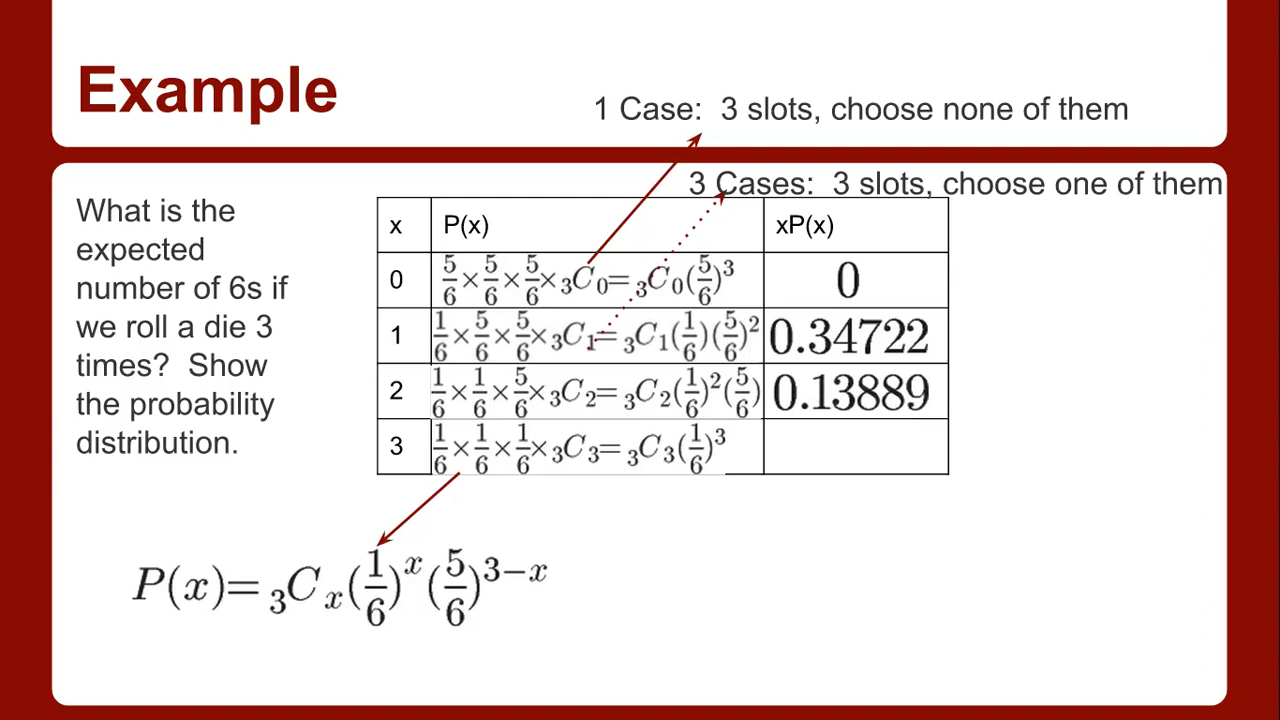 Example
1 Case: 3 slots, choose none of them
3 Cases: 3 slots, choose one of them
What is the
expected
number of 6s if
we roll a die 3
times? Show
the probability
distribution.
x P(x) xP(x)
0 5/6 × 5/6 × 5/6 × ₃C₀ = ₃C₀(5/6)³ 0
1 1/6 × 5/6 × 5/6 × ₃C₁ = ₃C₁(1/6)(5/6)² 0.34722
2 1/6 × 1/6 × 5/6 × ₃C₂ = ₃C₂(1/6)²(5/6) 0.13889
3 1/6 × 1/6 × 1/6 × ₃C₃ = ₃C₃(1/6)³
P(x) = ₃Cₓ(1/6)ˣ(5/6)³⁻ˣ